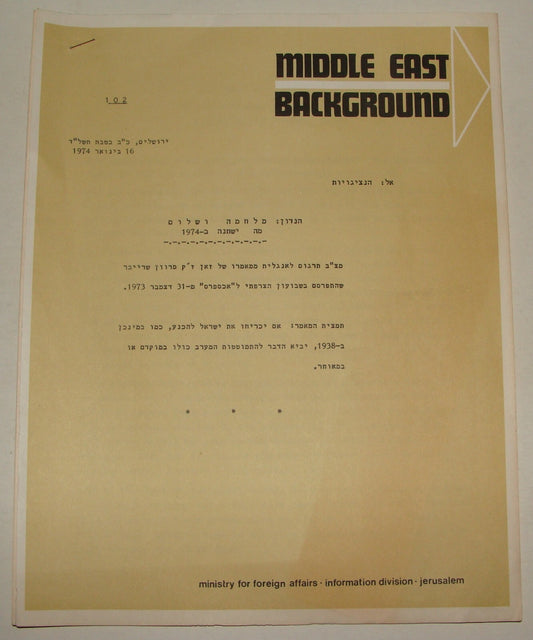 MIDDLE EAST
BACKGROUND
102
ירושלים, כ"ב בטבת תשל"ד
16 בינואר 1974
אל: הנציגויות
הנדון: מלחמה ושלום
מה ישתנה ב-1974
-.-.-.-.-.-.-.-.-.-.-.-
מצ"ב תרגום לאנגלית ממאמרו של זאן ז'ק סרוון שרייבר
שהתפרסם בשבועון הצרפתי ל"אכספרס" מ-31 דצמבר 1973.
תמצית המאמר: אם יכריחו את ישראל להכנע, כמו במינכן
ב-1938, יביא הדבר להתמוטטות המערב כולו במוקדם או
במאוחר.
* * *
ministry for foreign affairs · information division · jerusalem